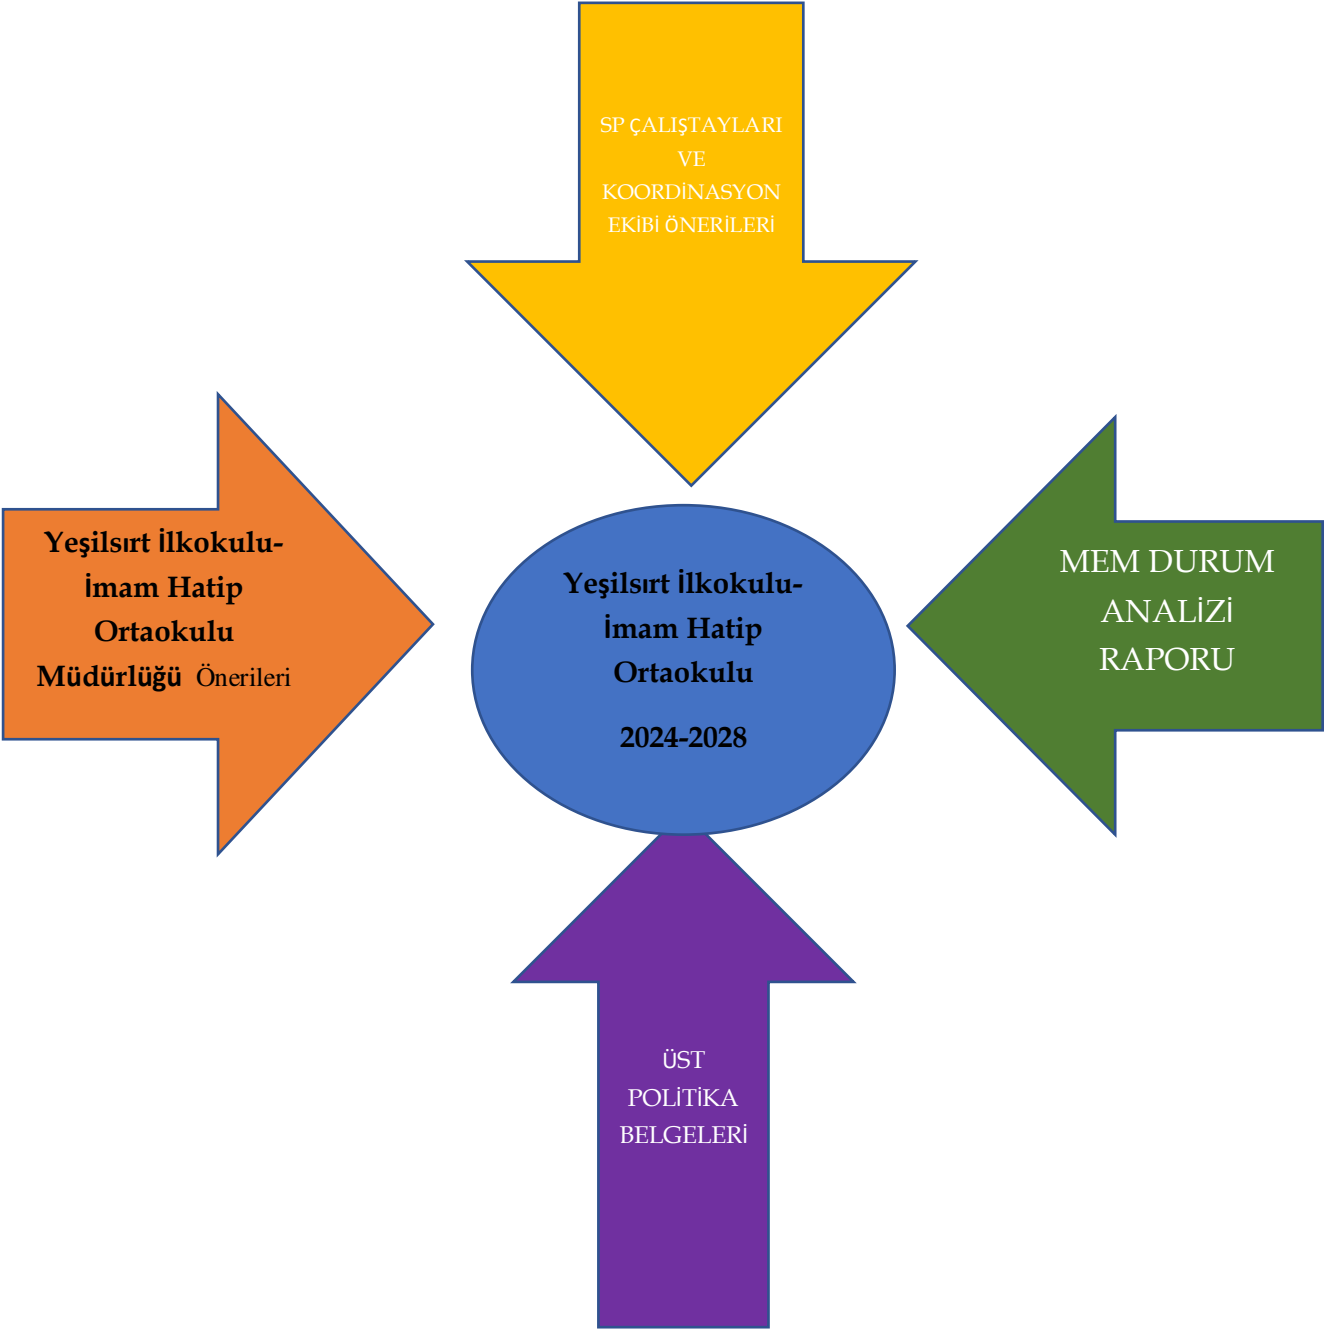 SP ÇALIŞTAYLARI
VE
KOORDİNASYON
EKİBİ ÖNERİLERİ
Yeşilsırt İlkokulu-
İmam Hatip
Ortaokulu
Müdürlüğü Önerileri
Yeşilsırt İlkokulu-
İmam Hatip
Ortaokulu
2024-2028
MEM DURUM
ANALİZİ
RAPORU
ÜST
POLİTİKA
BELGELERİ